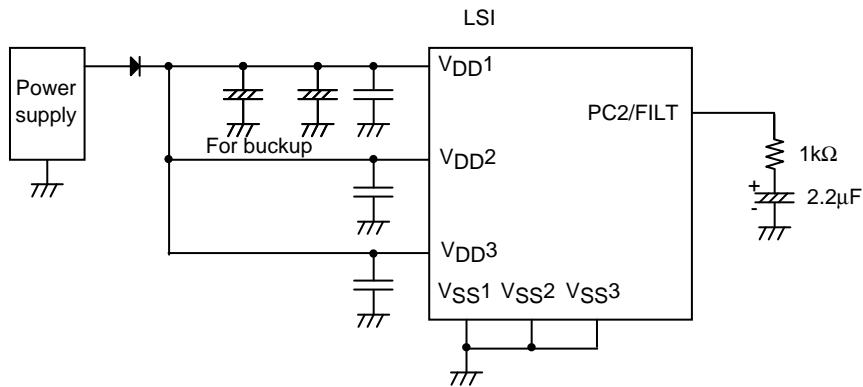 LSI
Power
supply
VDD1
For buckup
VDD2
VDD3
VSS1 VSS2 VSS3
PC2/FILT
1kΩ
+
-
2.2μF